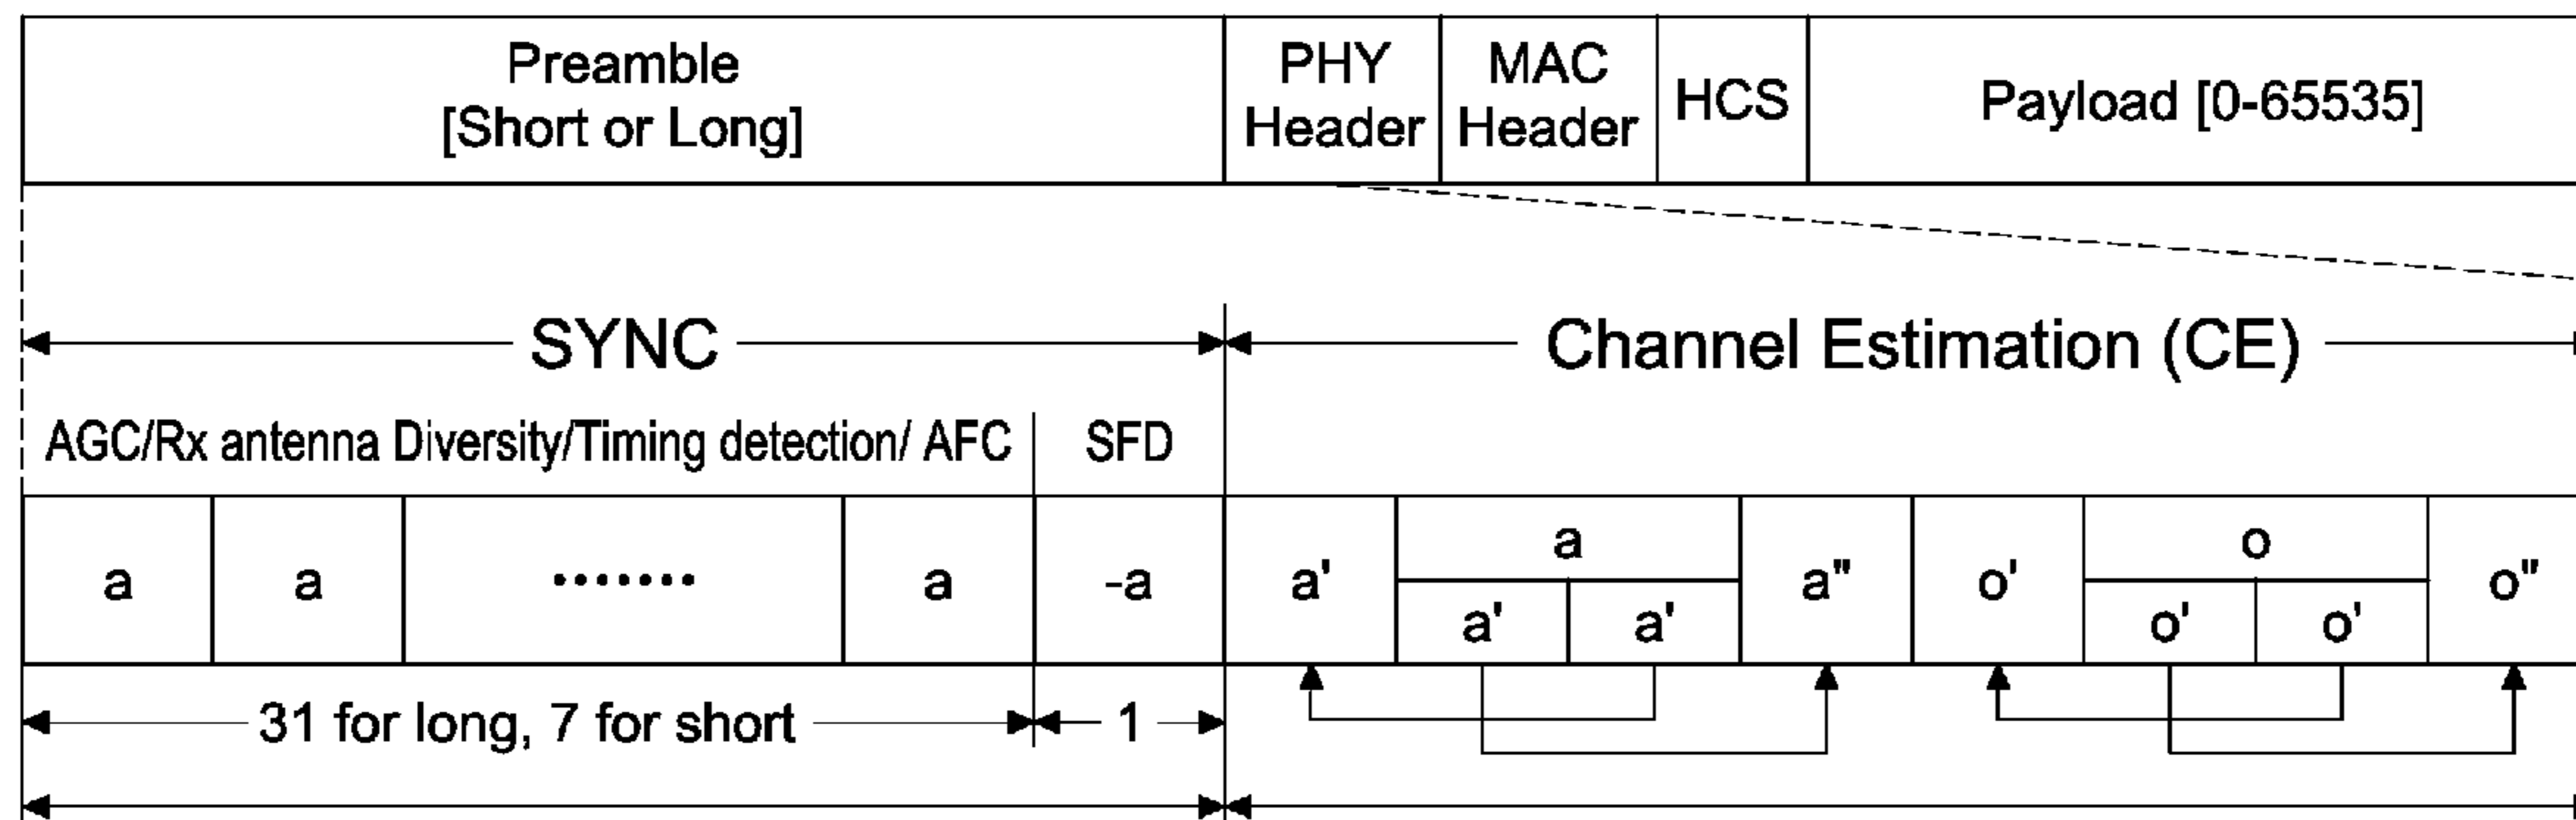 Preamble
[Short or Long]
PHY
Header
MAC
Header
HCS
Payload [0-65535]
SYNC
Channel Estimation (CE)
AGC/Rx antenna Diversity/Timing detection/ AFC
SFD
a a ······· a -a a' a a" o' o o"
a' a' o' o'
31 for long, 7 for short
1